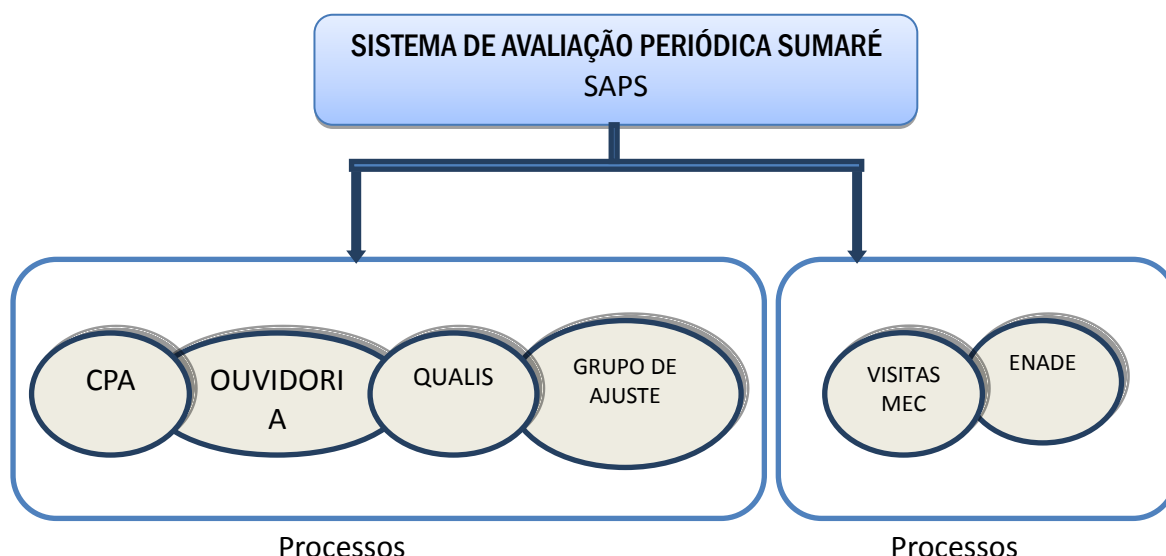 SISTEMA DE AVALIAÇÃO PERIÓDICA SUMARÉ
SAPS
CPA
OUVIDORI
A
QUALIS
GRUPO DE
AJUSTE
VISITAS
MEC
ENADE
Processos
Processos